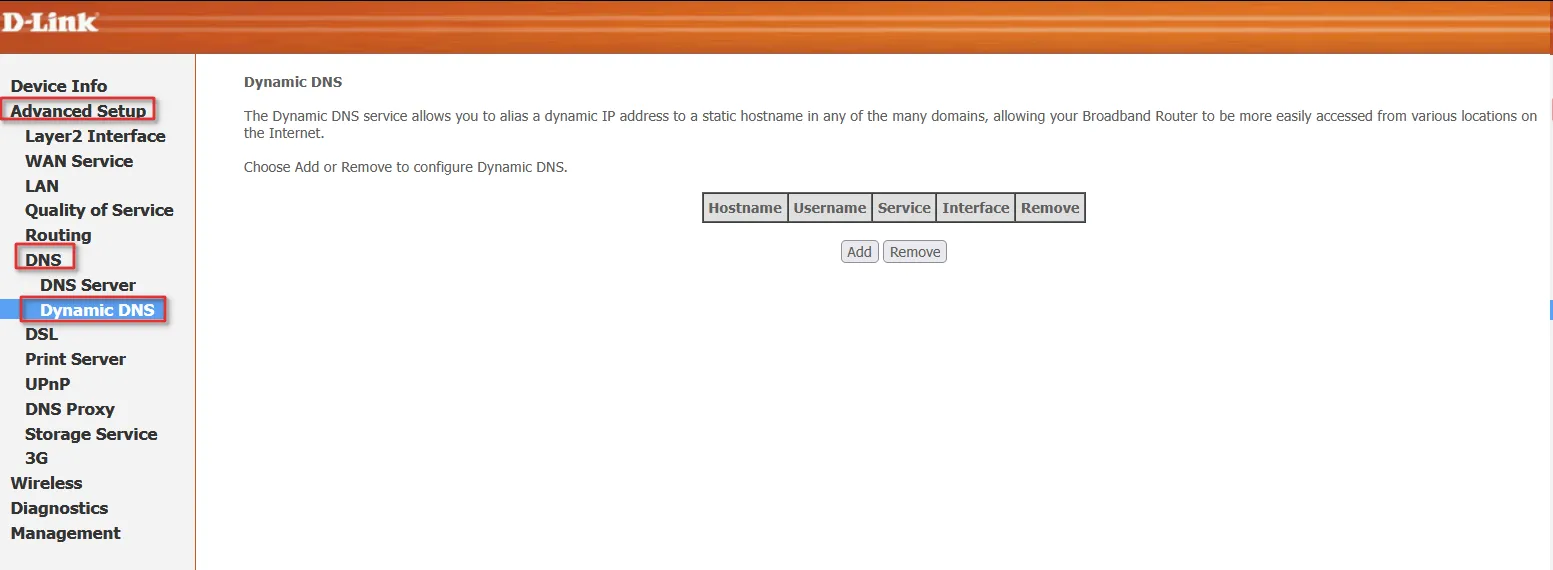 D-Link
Device Info
Advanced Setup
Layer2 Interface
WAN Service
LAN
Quality of Service
Routing
DNS
DNS Server
Dynamic DNS
DSL
Print Server
UPnP
DNS Proxy
Storage Service
3G
Wireless
Diagnostics
Management
Dynamic DNS
The Dynamic DNS service allows you to alias a dynamic IP address to a static hostname in any of the many domains, allowing your Broadband Router to be more easily accessed from various locations on
the Internet.
Choose Add or Remove to configure Dynamic DNS.
Hostname Username Service Interface Remove
Add Remove